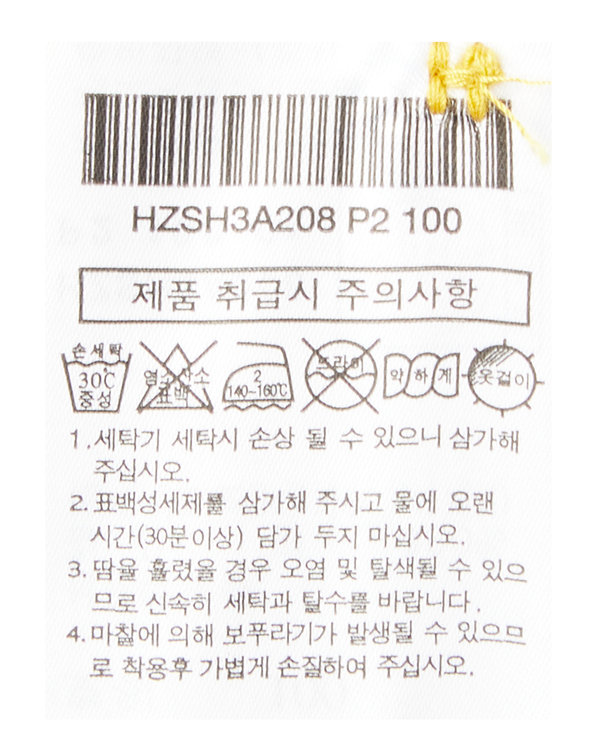 HZSH3A208 P2 100
제품 취급시 주의사항
손세탁
30℃
중성
염소산소
표백
2
140~160℃
드라이
약하게
옷걸이
1. 세탁기 세탁시 손상 될 수 있으니 삼가해
주십시오.
2. 표백성세제를 삼가해 주시고 물에 오랜
시간(30분이상) 담가 두지 마십시오.
3. 땀을 흘렸을 경우 오염 및 탈색될 수 있으
므로 신속히 세탁과 탈수를 바랍니다.
4. 마찰에 의해 보푸라기가 발생될 수 있으므
로 착용후 가볍게 손질하여 주십시오.